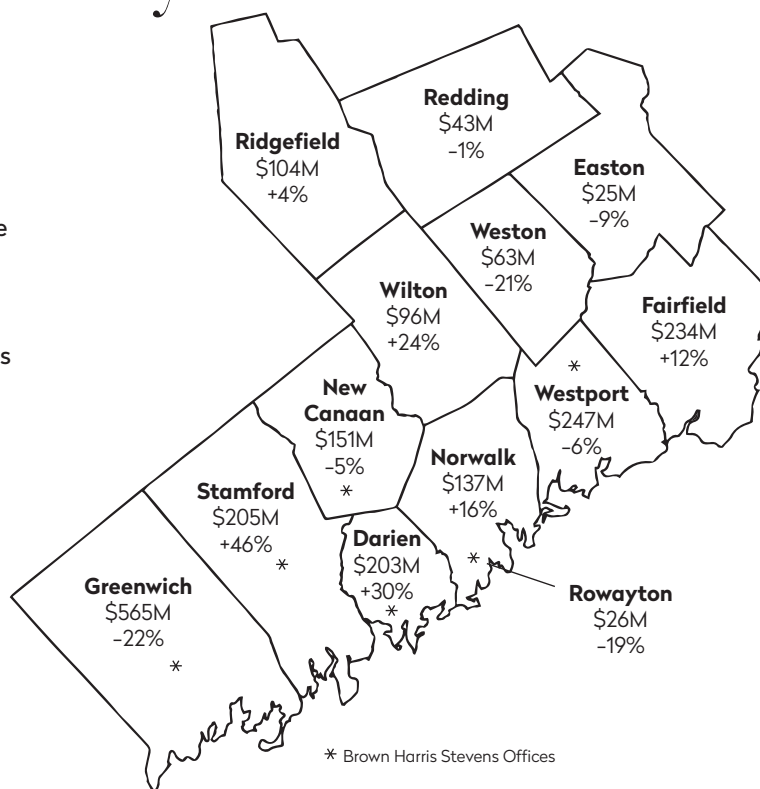 Redding
$43M
-1%
Ridgefield
$104M
+4%
Easton
$25M
-9%
e
Weston
$63M
-21%
Wilton
$96M
+24%
Fairfield
$234M
+12%
s
*
Westport
$247M
-6%
New
Canaan
$151M
-5%
*
Norwalk
$137M
+16%
*
Stamford
$205M
+46%
*
Darien
$203M
+30%
*
Greenwich
$565M
-22%
*
Rowayton
$26M
-19%
* Brown Harris Stevens Offices